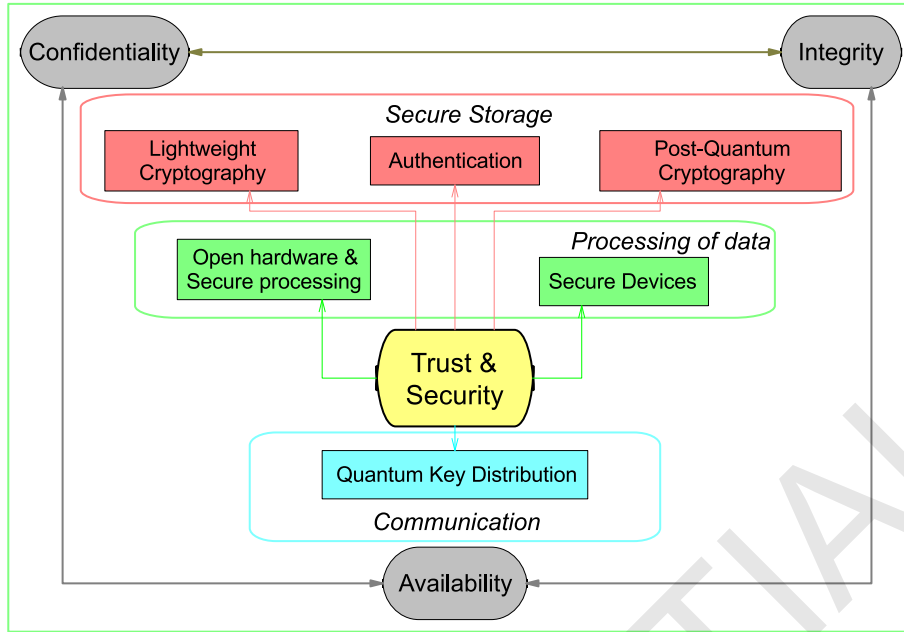 Confidentiality
Integrity
Secure Storage
Lightweight
Cryptography
Authentication
Post-Quantum
Cryptography
Processing of data
Open hardware &
Secure processing
Secure Devices
Trust &
Security
Quantum Key Distribution
Communication
Availability
TIAL